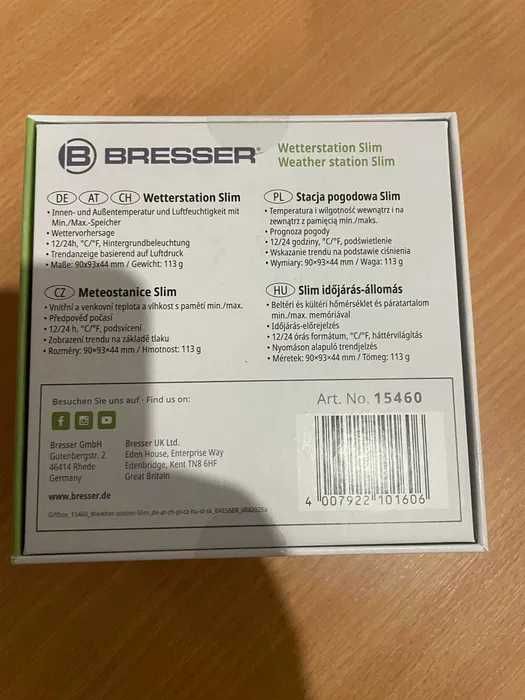 B BRESSER®
Wetterstation Slim
Weather station Slim
DE AT CH Wetterstation Slim
• Innen- und Außentemperatur und Luftfeuchtigkeit mit
Min./Max.-Speicher
• Wettervorhersage
• 12/24h, °C/°F, Hintergrundbeleuchtung
• Trendanzeige basierend auf Luftdruck
• Maße: 90x93x44 mm / Gewicht: 113 g
PL Stacja pogodowa Slim
• Temperatura i wilgotność wewnątrz i na
zewnątrz z pamięcią min./maks.
• Prognoza pogody
• 12/24 godziny, °C/°F, podświetlenie
• Wskazanie trendu na podstawie ciśnienia
• Wymiary: 90×93×44 mm / Waga: 113 g
CZ Meteostanice Slim
• Vnitřní a venkovní teplota a vlhkost s pamětí min./max.
• Předpověď počasí
• 12/24 h, °C/°F, podsvícení
• Zobrazení trendu na základě tlaku
• Rozměry: 90×93×44 mm / Hmotnost: 113 g
HU Slim időjárás-állomás
• Beltéri és kültéri hőmérséklet és páratartalom
min./max. memóriával
• Időjárás-előrejelzés
• 12/24 órás formátum, °C/°F, háttérvilágítás
• Nyomáson alapuló trendjelzés
• Méretek: 90×93×44 mm / Tömeg: 113 g
Besuchen Sie uns auf · Find us on:
Bresser GmbH
Gutenbergstr. 2
46414 Rhede
Germany
www.bresser.de
Bresser UK Ltd.
Eden House, Enterprise Way
Edenbridge, Kent TN8 6HF
Great Britain
Art. No. 15460
4 007922 101606